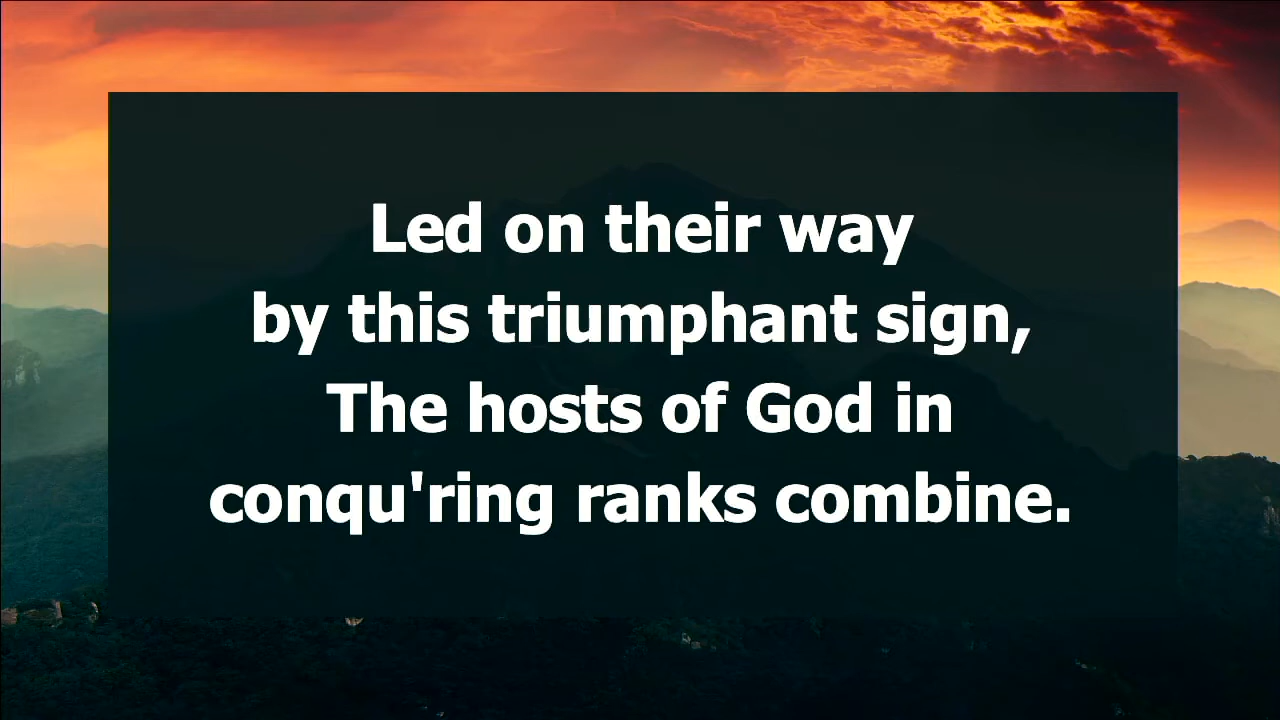 Led on their way
by this triumphant sign,
The hosts of God in
conqu'ring ranks combine.